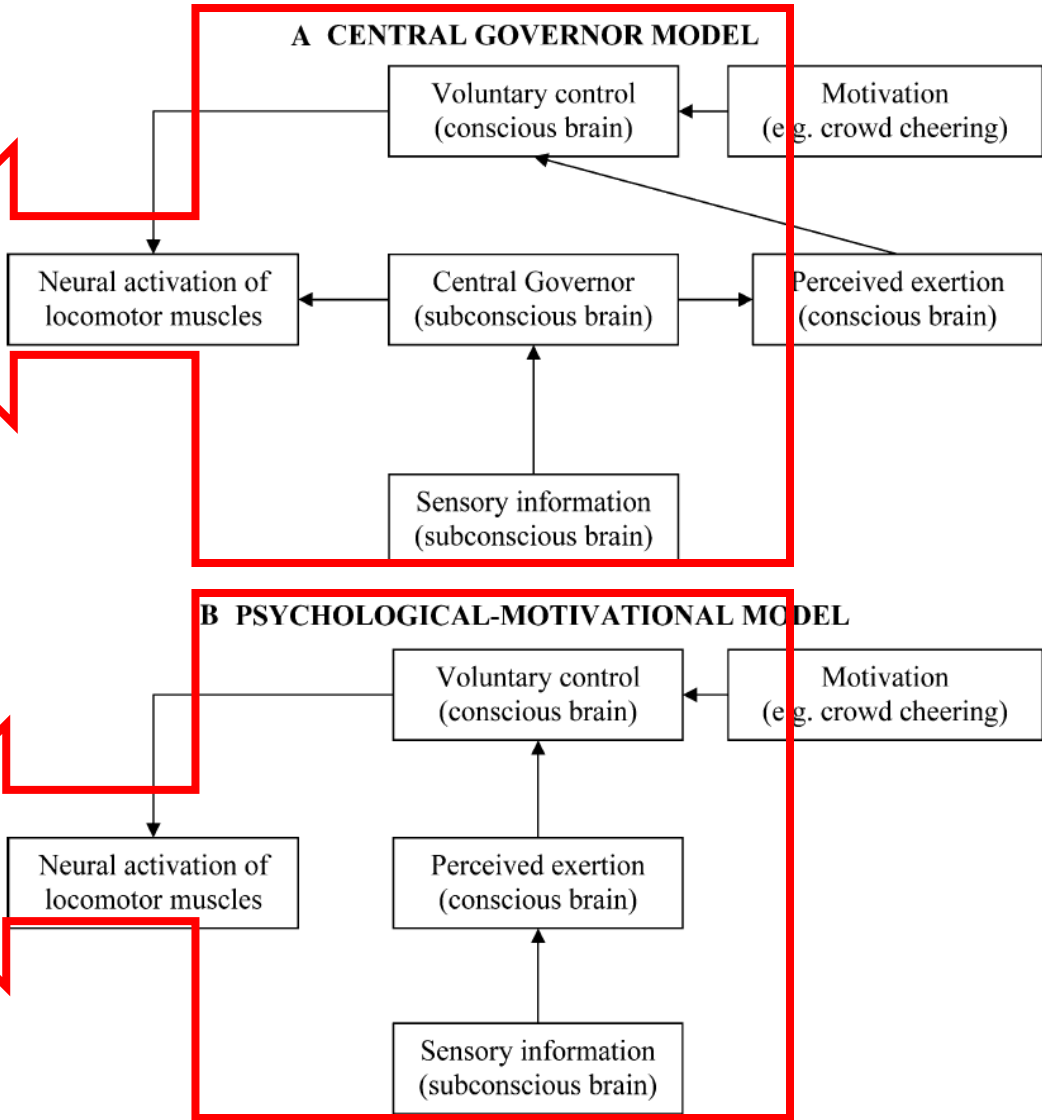 A CENTRAL GOVERNOR MODEL
Voluntary control
(conscious brain)
Motivation
(e.g. crowd cheering)
Neural activation of
locomotor muscles
Central Governor
(subconscious brain)
Perceived exertion
(conscious brain)
Sensory information
(subconscious brain)
B PSYCHOLOGICAL-MOTIVATIONAL MODEL
Voluntary control
(conscious brain)
Motivation
(e.g. crowd cheering)
Neural activation of
locomotor muscles
Perceived exertion
(conscious brain)
Sensory information
(subconscious brain)